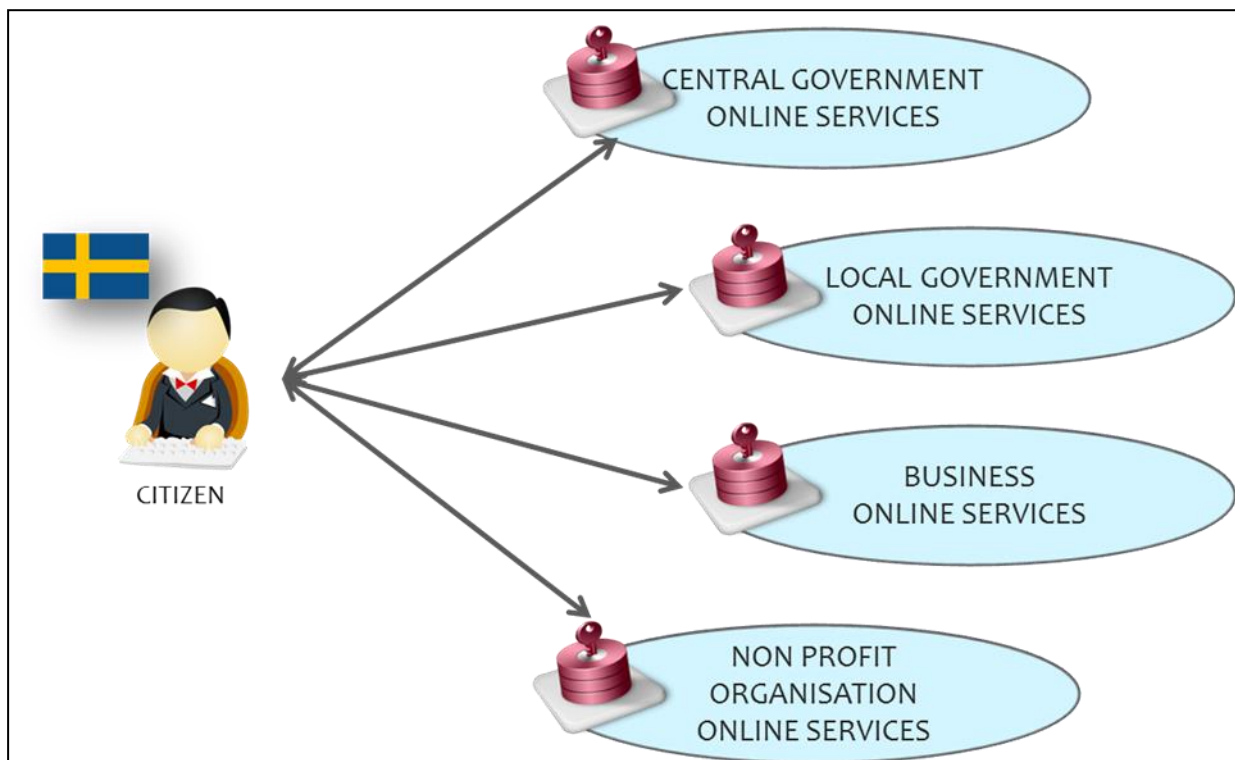 CENTRAL GOVERNMENT
ONLINE SERVICES
LOCAL GOVERNMENT
ONLINE SERVICES
CITIZEN
BUSINESS
ONLINE SERVICES
NON PROFIT
ORGANISATION
ONLINE SERVICES